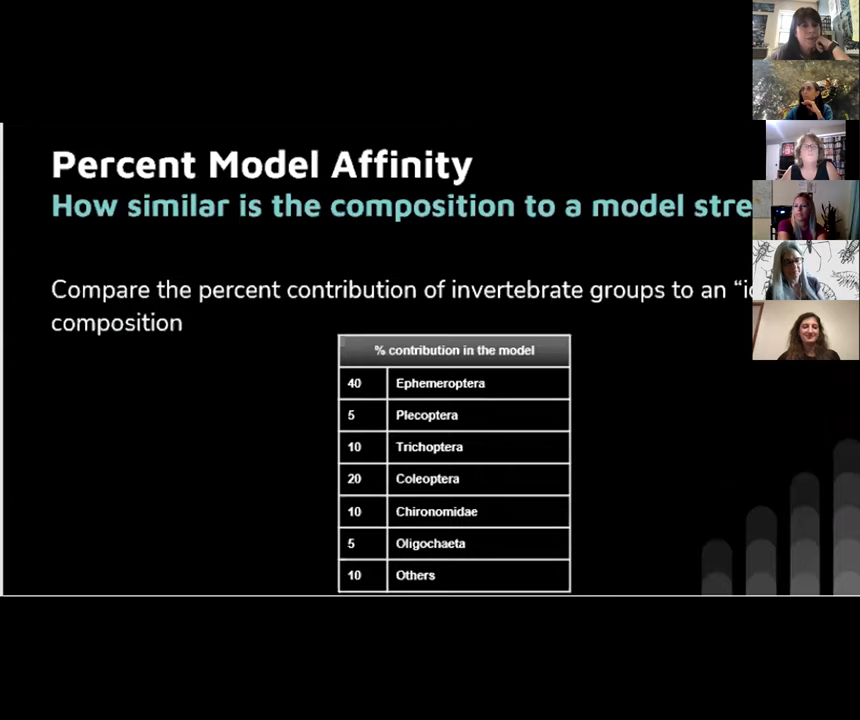 Percent Model Affinity
How similar is the composition to a model stre
Compare the percent contribution of invertebrate groups to an “i
composition
% contribution in the model
40 Ephemeroptera
5 Plecoptera
10 Trichoptera
20 Coleoptera
10 Chironomidae
5 Oligochaeta
10 Others